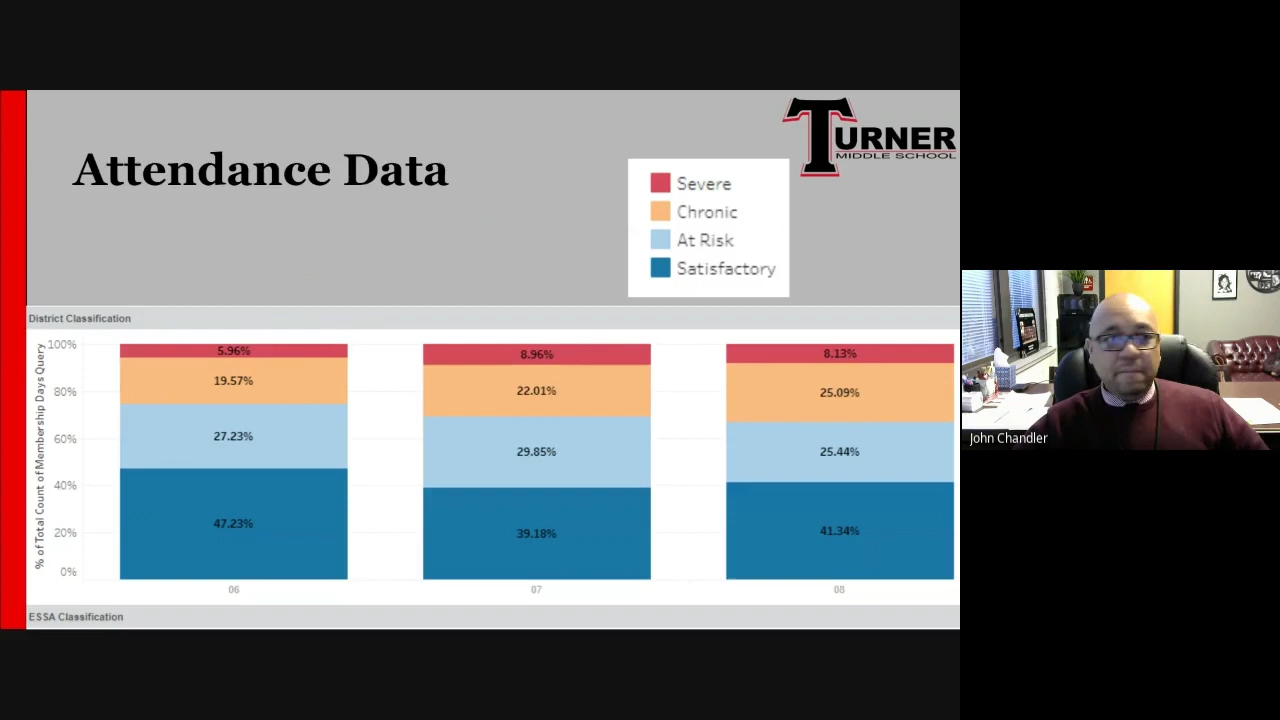 TURNER
MIDDLE SCHOOL
Attendance Data
Severe
Chronic
At Risk
Satisfactory
District Classification
% of Total Count of Membership Days Query
100%
80%
60%
40%
20%
0%
5.96%
19.57%
27.23%
47.23%
8.96%
22.01%
29.85%
39.18%
8.13%
25.09%
25.44%
41.34%
06
07
08
ESSA Classification
John Chandler